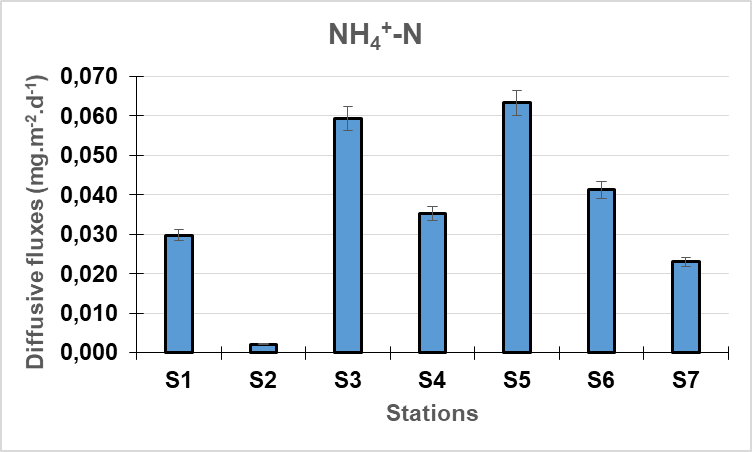 NH₄⁺-N
Diffusive fluxes (mg.m⁻².d⁻¹)
0,070
0,060
0,050
0,040
0,030
0,020
0,010
0,000
S1 S2 S3 S4 S5 S6 S7
Stations